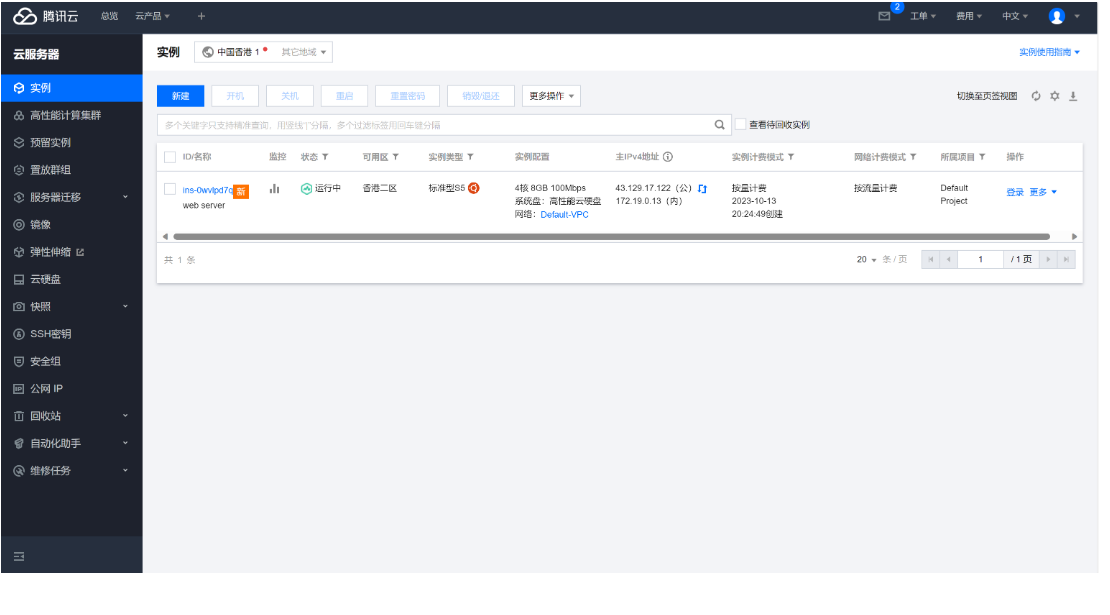 腾讯云 总览 云产品 + 2 工单 费用 中文
云服务器
实例 中国香港 1 其它地域 实例使用指南
实例
高性能计算集群
预留实例
置放群组
服务器迁移
镜像
弹性伸缩
云硬盘
快照
SSH密钥
安全组
公网 IP
回收站
自动化助手
维修任务
新建 开机 关机 重启 重置密码 销毁/退还 更多操作 切换至页签视图
多个关键字只支持精准查询，用竖线"|"分隔，多个过滤标签用回车键分隔 查看待回收实例
ID/名称 监控 状态 可用区 实例类型 实例配置 主IPv4地址 实例计费模式 网络计费模式 所属项目 操作
ins-0wvlpd7q 新 运行中 香港二区 标准型S5 4核 8GB 100Mbps 43.129.17.122（公） 按量计费 按流量计费 Default 登录 更多
web server 系统盘：高性能云硬盘 172.19.0.13（内） 2023-10-13 Project
网络：Default-VPC 20:24:49创建
共 1 条 20 条 / 页 1 / 1 页